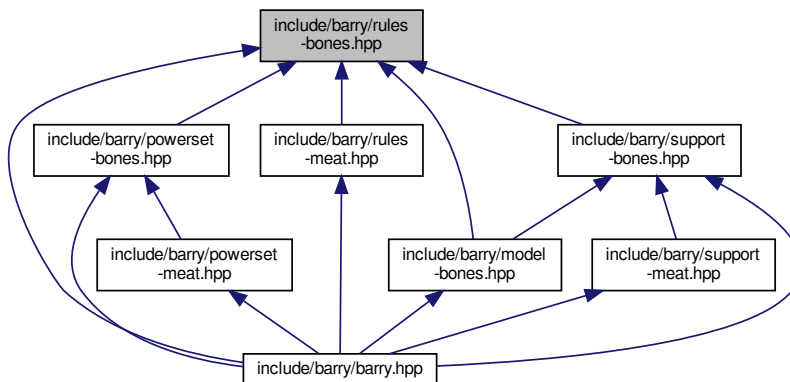 include/barry/rules
-bones.hpp
include/barry/powerset
-bones.hpp
include/barry/rules
-meat.hpp
include/barry/support
-bones.hpp
include/barry/powerset
-meat.hpp
include/barry/model
-bones.hpp
include/barry/support
-meat.hpp
include/barry/barry.hpp